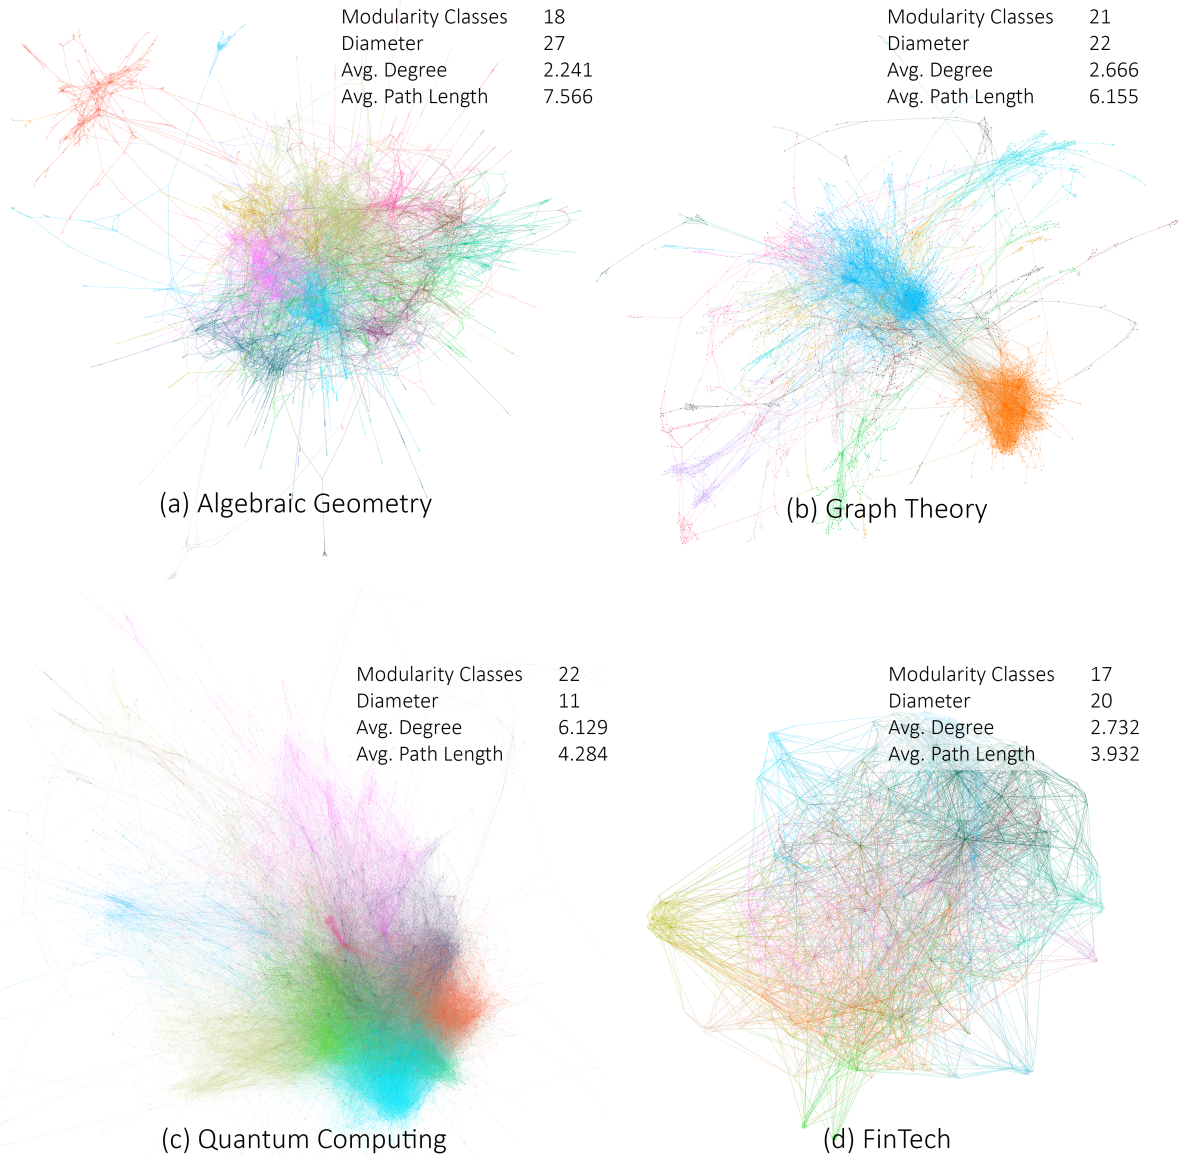 Modularity Classes 18
Diameter 27
Avg. Degree 2.241
Avg. Path Length 7.566
(a) Algebraic Geometry
Modularity Classes 21
Diameter 22
Avg. Degree 2.666
Avg. Path Length 6.155
(b) Graph Theory
Modularity Classes 22
Diameter 11
Avg. Degree 6.129
Avg. Path Length 4.284
(c) Quantum Computing
Modularity Classes 17
Diameter 20
Avg. Degree 2.732
Avg. Path Length 3.932
(d) FinTech